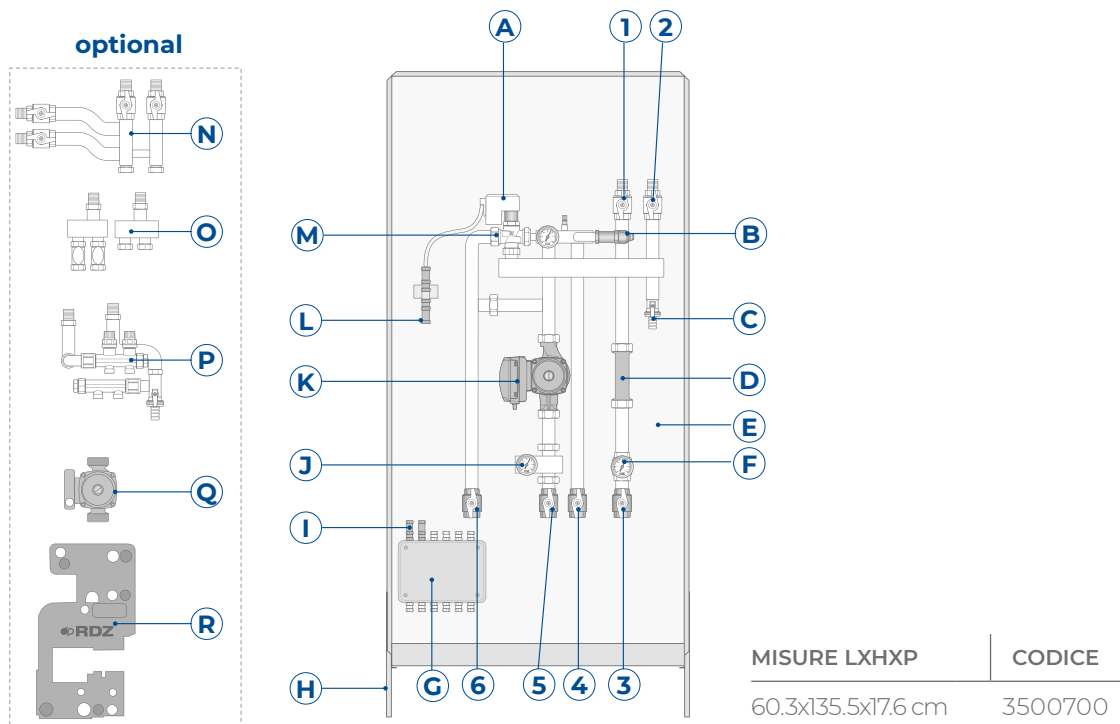 optional
A
1
2
N
O
P
Q
R
RDZ
M
B
L
C
K
D
E
J
F
I
H
G
6
5
4
3
MISURE LXHXP CODICE
60.3x135.5x17.6 cm 3500700